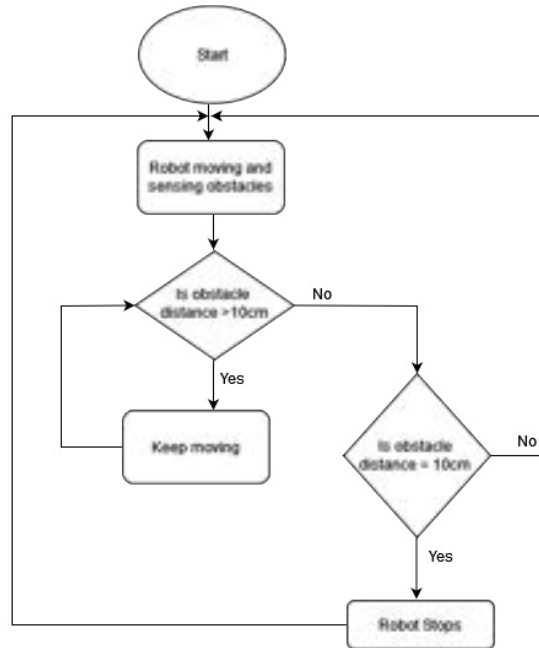 Start
Robot moving and
sensing obstacles
Is obstacle
distance >10cm
No
Yes
Keep moving
Is obstacle
distance = 10cm
No
Yes
Robot Stops